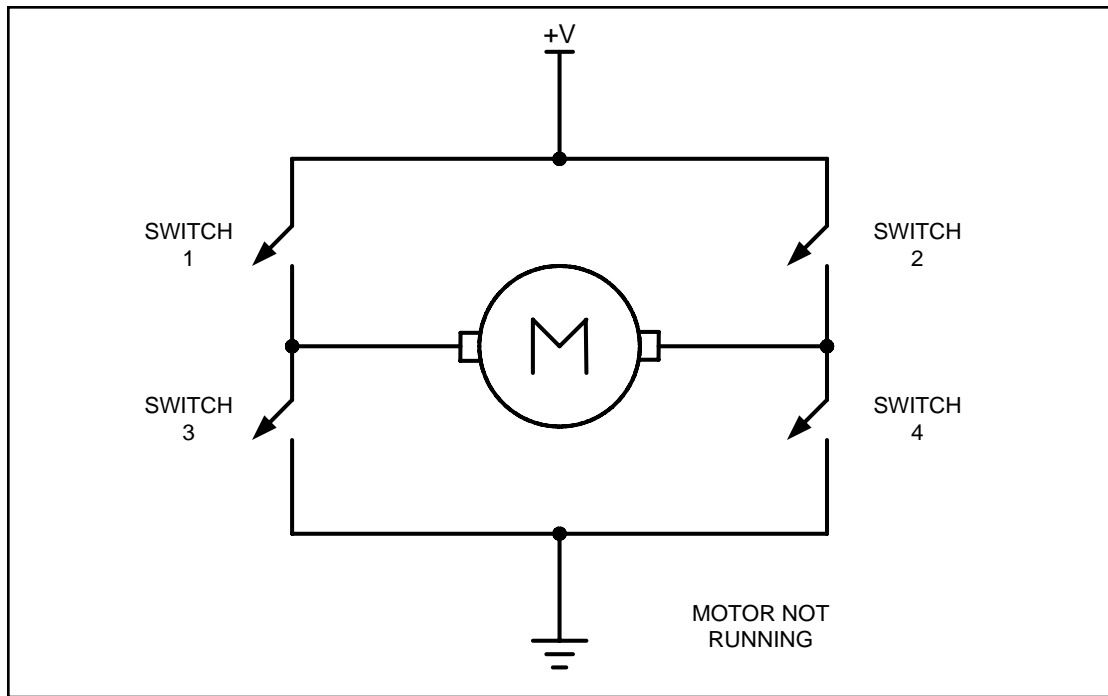 +V
SWITCH
1
SWITCH
2
M
SWITCH
3
SWITCH
4
MOTOR NOT
RUNNING